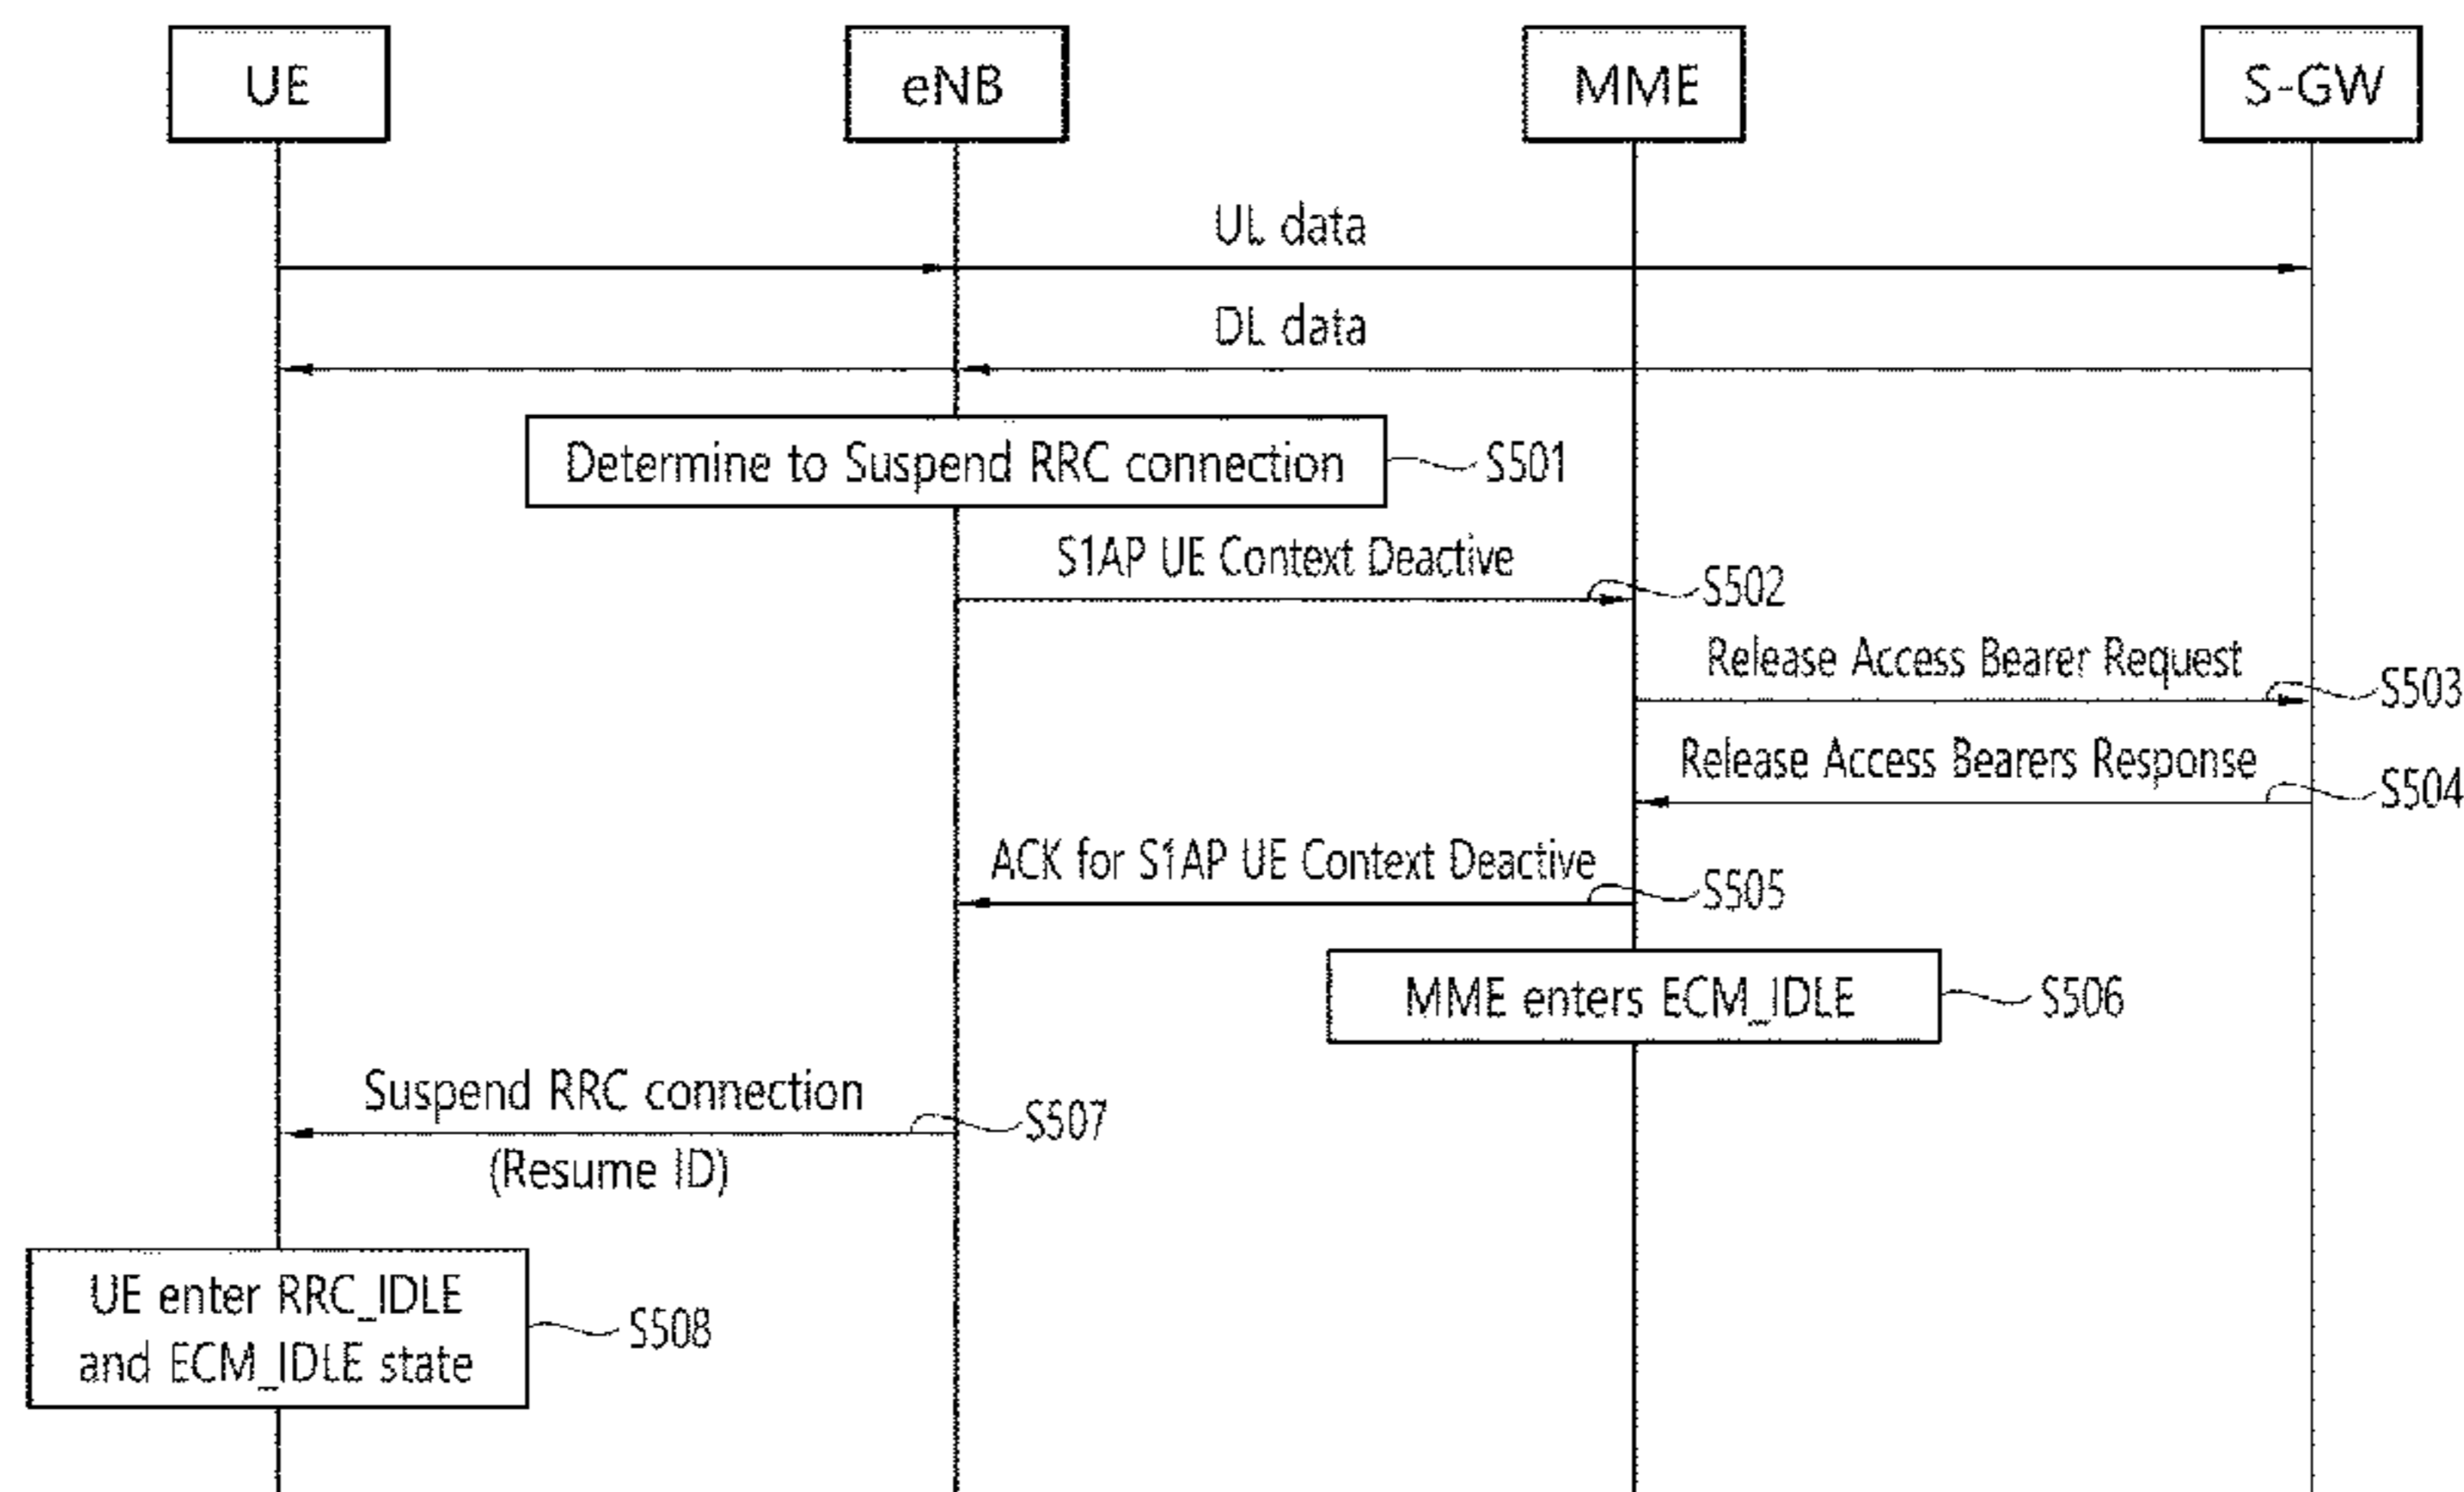 UE
eNB
MME
S-GW
UL data
DL data
Determine to Suspend RRC connection
S501
S1AP UE Context Deactive
S502
Release Access Bearer Request
S503
Release Access Bearers Response
S504
ACK for S1AP UE Context Deactive
S505
MME enters ECM_IDLE
S506
Suspend RRC connection
S507
(Resume ID)
UE enter RRC_IDLE
and ECM_IDLE state
S508